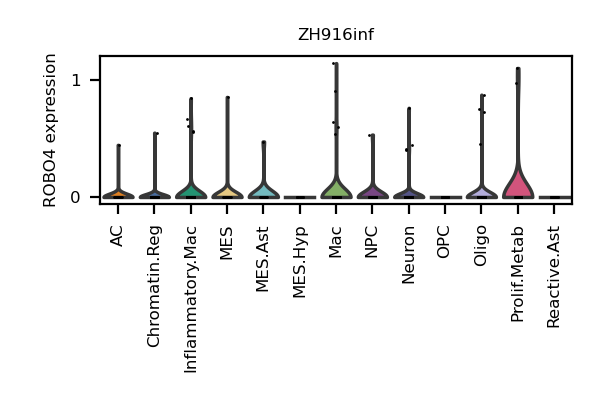 ZH916inf
ROBO4 expression
1
0
AC
Chromatin.Reg
Inflammatory.Mac
MES
MES.Ast
MES.Hyp
Mac
NPC
Neuron
OPC
Oligo
Prolif.Metab
Reactive.Ast